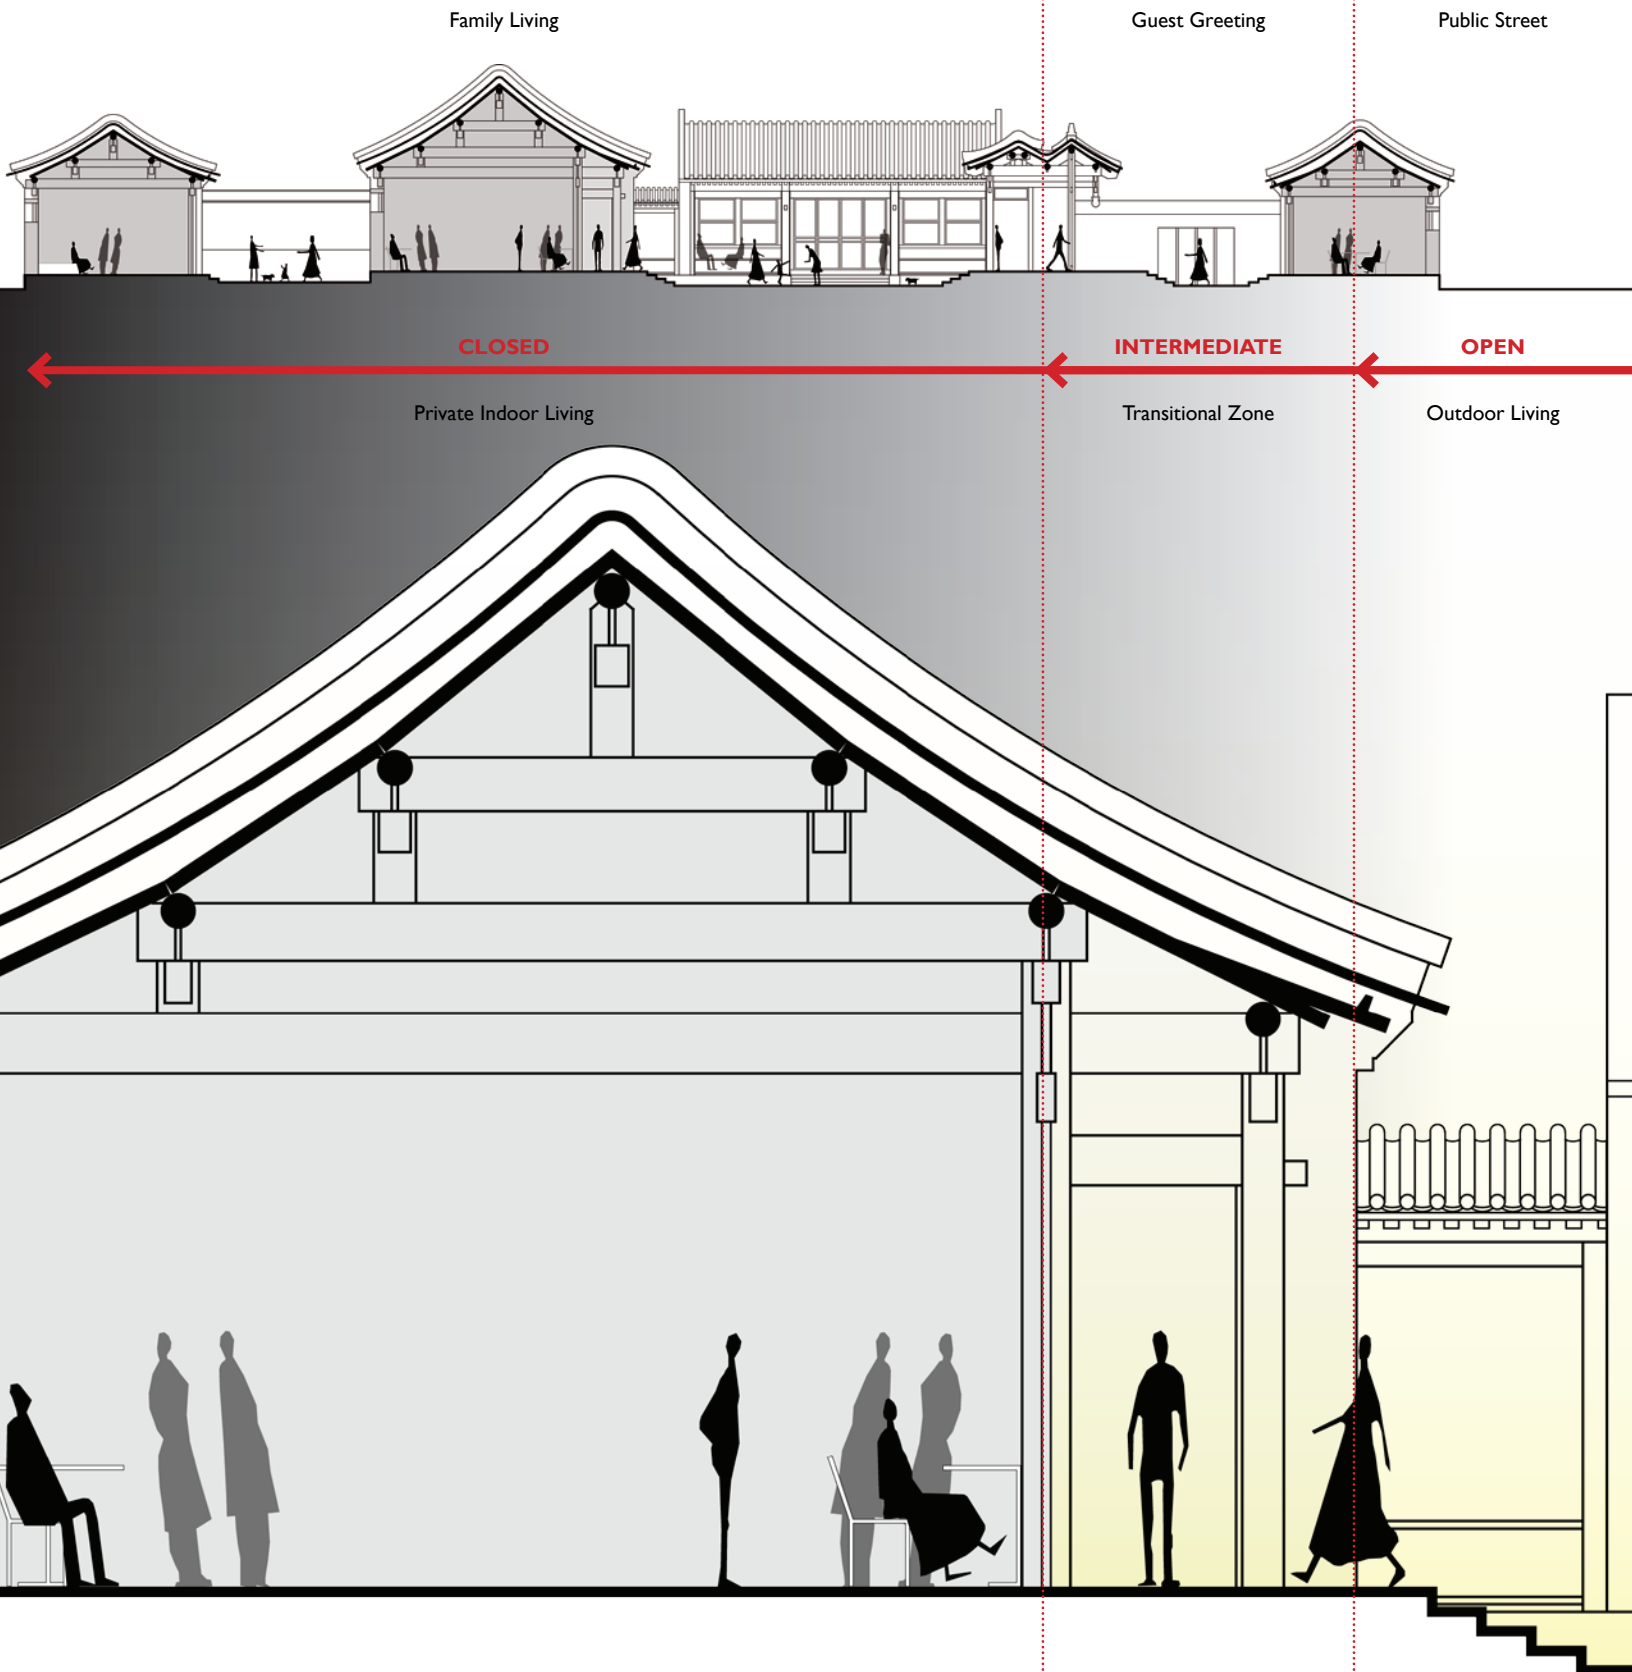 Family Living
Guest Greeting
Public Street
CLOSED
INTERMEDIATE
OPEN
Private Indoor Living
Transitional Zone
Outdoor Living